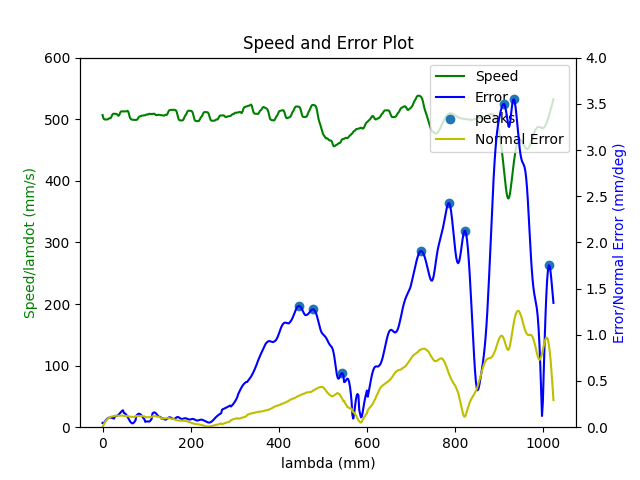 Speed and Error Plot
600
500
400
300
200
100
0
Speed/lamdot (mm/s)
4.0
3.5
3.0
2.5
2.0
1.5
1.0
0.5
0.0
Error/Normal Error (mm/deg)
Speed
Error
peaks
Normal Error
0
200
400
600
800
1000
lambda (mm)